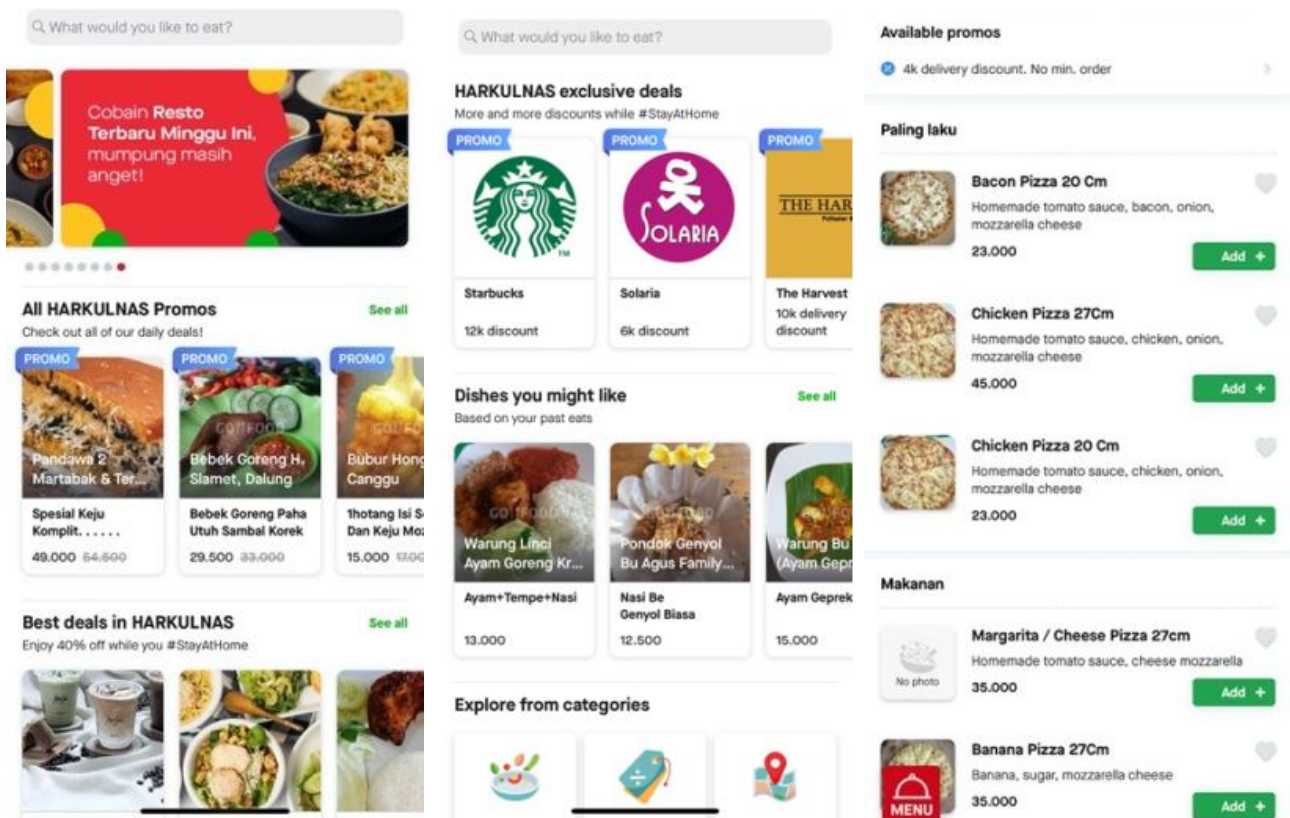 What would you like to eat?
Cobain Resto
Terbaru Minggu Ini,
mumpung masih
anget!
All HARKULNAS Promos
See all
Check out all of our daily deals!
PROMO
PROMO
PROMO
Pandawa 2
Martabak & Ter...
Bebek Goreng H.
Slamet, Dalung
Bubur Hong
Canggu
Spesial Keju
Komplit. . . . . .
Bebek Goreng Paha
Utuh Sambal Korek
1hotang Isi S
Dan Keju Moz
49.000 54.500
29.500 33.000
15.000 17.00
Best deals in HARKULNAS
See all
Enjoy 40% off while you #StayAtHome
What would you like to eat?
HARKULNAS exclusive deals
More and more discounts while #StayAtHome
PROMO
PROMO
PROMO
TM
SOLARIA
THE HAR
Starbucks
Solaria
The Harvest
12k discount
6k discount
10k delivery
discount
Dishes you might like
See all
Based on your past eats
Warung Linci
Ayam Goreng Kr...
Pondok Genyol
Bu Agus Family...
Warung Bu
(Ayam Gepr
Ayam+Tempe+Nasi
Nasi Be
Genyol Biasa
Ayam Geprek
13.000
12.500
15.000
Explore from categories
Available promos
4k delivery discount. No min. order
Paling laku
Bacon Pizza 20 Cm
Homemade tomato sauce, bacon, onion,
mozzarella cheese
23.000
Add +
Chicken Pizza 27Cm
Homemade tomato sauce, chicken, onion,
mozzarella cheese
45.000
Add +
Chicken Pizza 20 Cm
Homemade tomato sauce, chicken, onion,
mozzarella cheese
23.000
Add +
Makanan
Margarita / Cheese Pizza 27cm
Homemade tomato sauce, cheese mozzarella
No photo
35.000
Add +
Banana Pizza 27Cm
Banana, sugar, mozzarella cheese
35.000
MENU
Add +